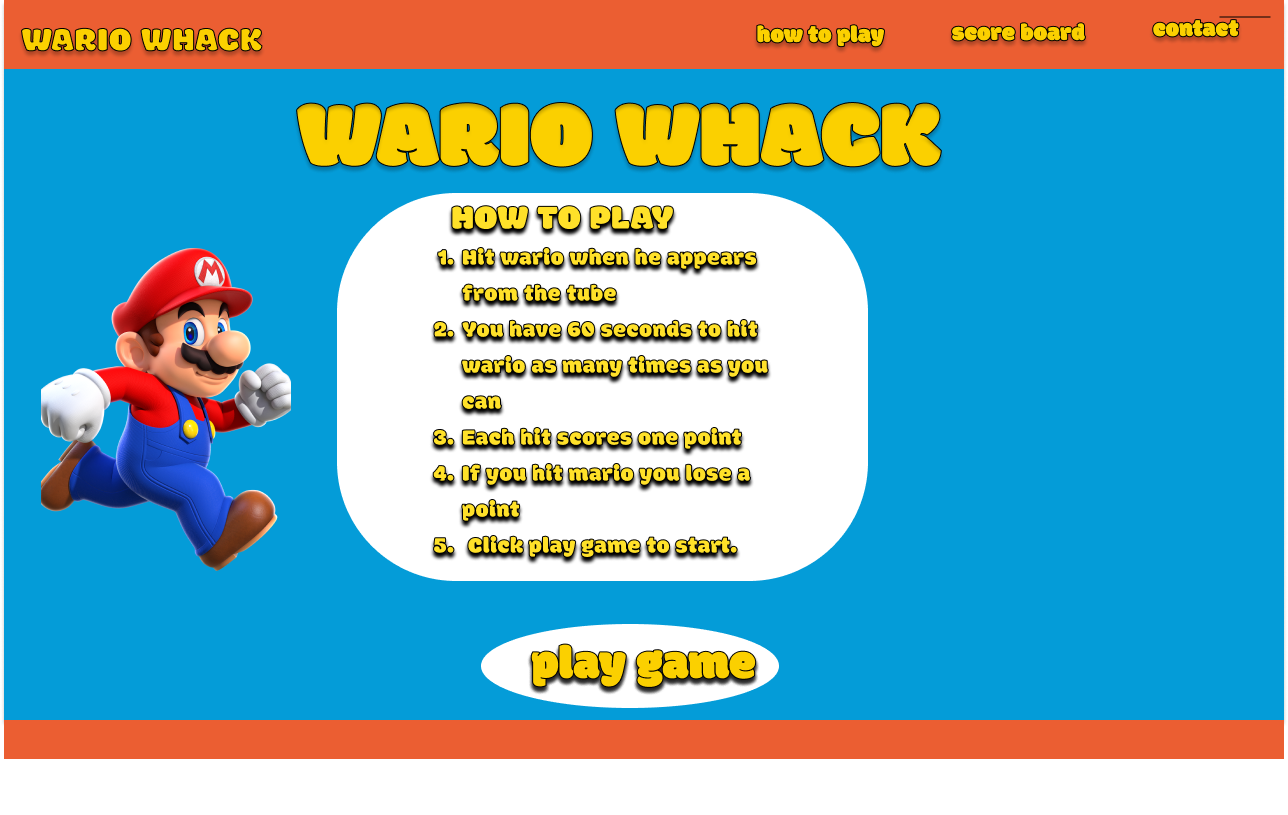 WARIO WHACK
how to play
score board
contact
WARIO WHACK
HOW TO PLAY
1. Hit wario when he appears
from the tube
2. You have 60 seconds to hit
wario as many times as you
can
3. Each hit scores one point
4. If you hit mario you lose a
point
5. Click play game to start.
play game
M